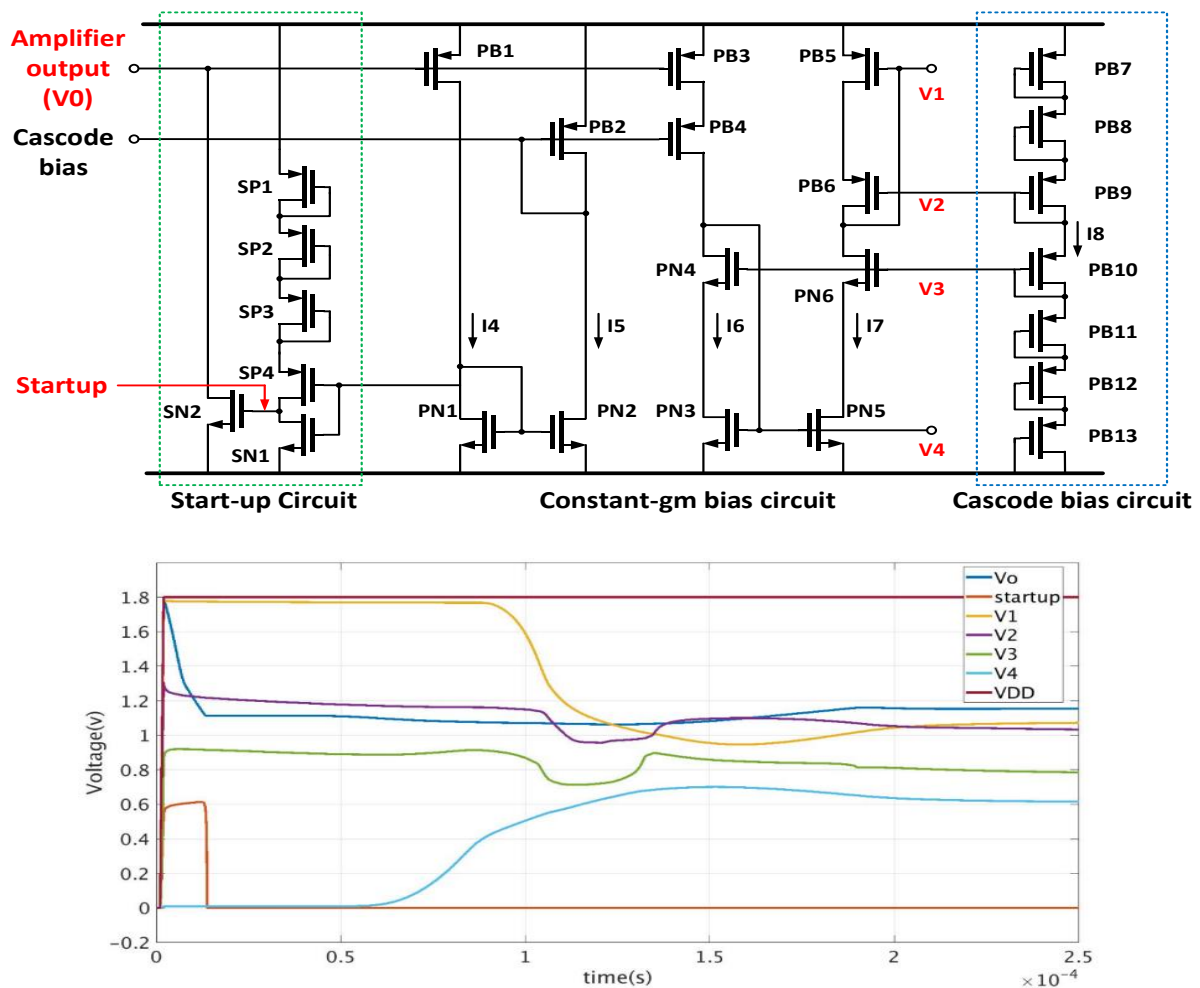 Amplifier
output
(V0)
Cascode
bias
PB1
PB3
PB5
V1
PB7
PB2
PB4
PB8
SP1
PB6
V2
PB9
SP2
I8
PN4
V3
PB10
SP3
PN6
I4
I5
I6
I7
PB11
Startup
SP4
PB12
SN2
PN1
PN2
PN3
PN5
V4
PB13
SN1
Start-up Circuit
Constant-gm bias circuit
Cascode bias circuit
Voltage(v)
1.8
1.6
1.4
1.2
1
0.8
0.6
0.4
0.2
0
-0.2
Vo
startup
V1
V2
V3
V4
VDD
0
0.5
1
1.5
2
2.5
time(s)
×10⁻⁴